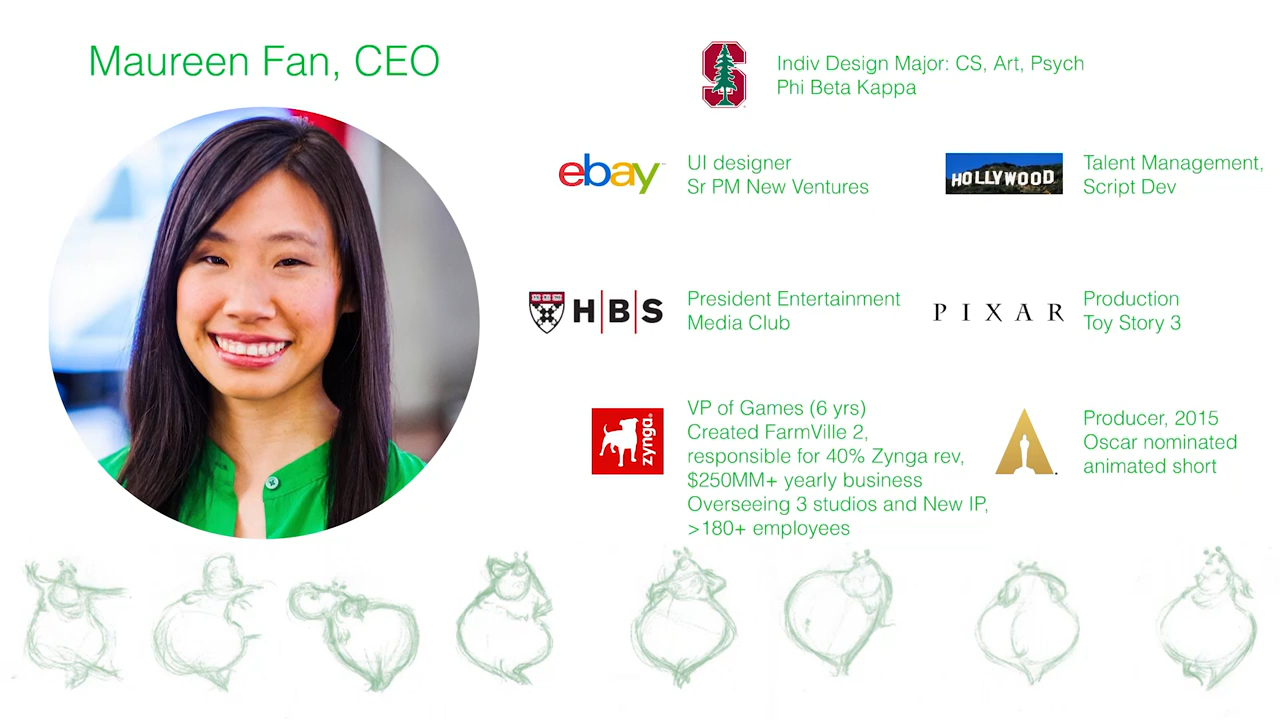 Maureen Fan, CEO
Indiv Design Major: CS, Art, Psych
Phi Beta Kappa
ebay
UI designer
Sr PM New Ventures
HOLLYWOOD
Talent Management,
Script Dev
H|B|S
President Entertainment
Media Club
PIXAR
Production
Toy Story 3
zynga
VP of Games (6 yrs)
Created FarmVille 2,
responsible for 40% Zynga rev,
$250MM+ yearly business
Overseeing 3 studios and New IP,
>180+ employees
Producer, 2015
Oscar nominated
animated short